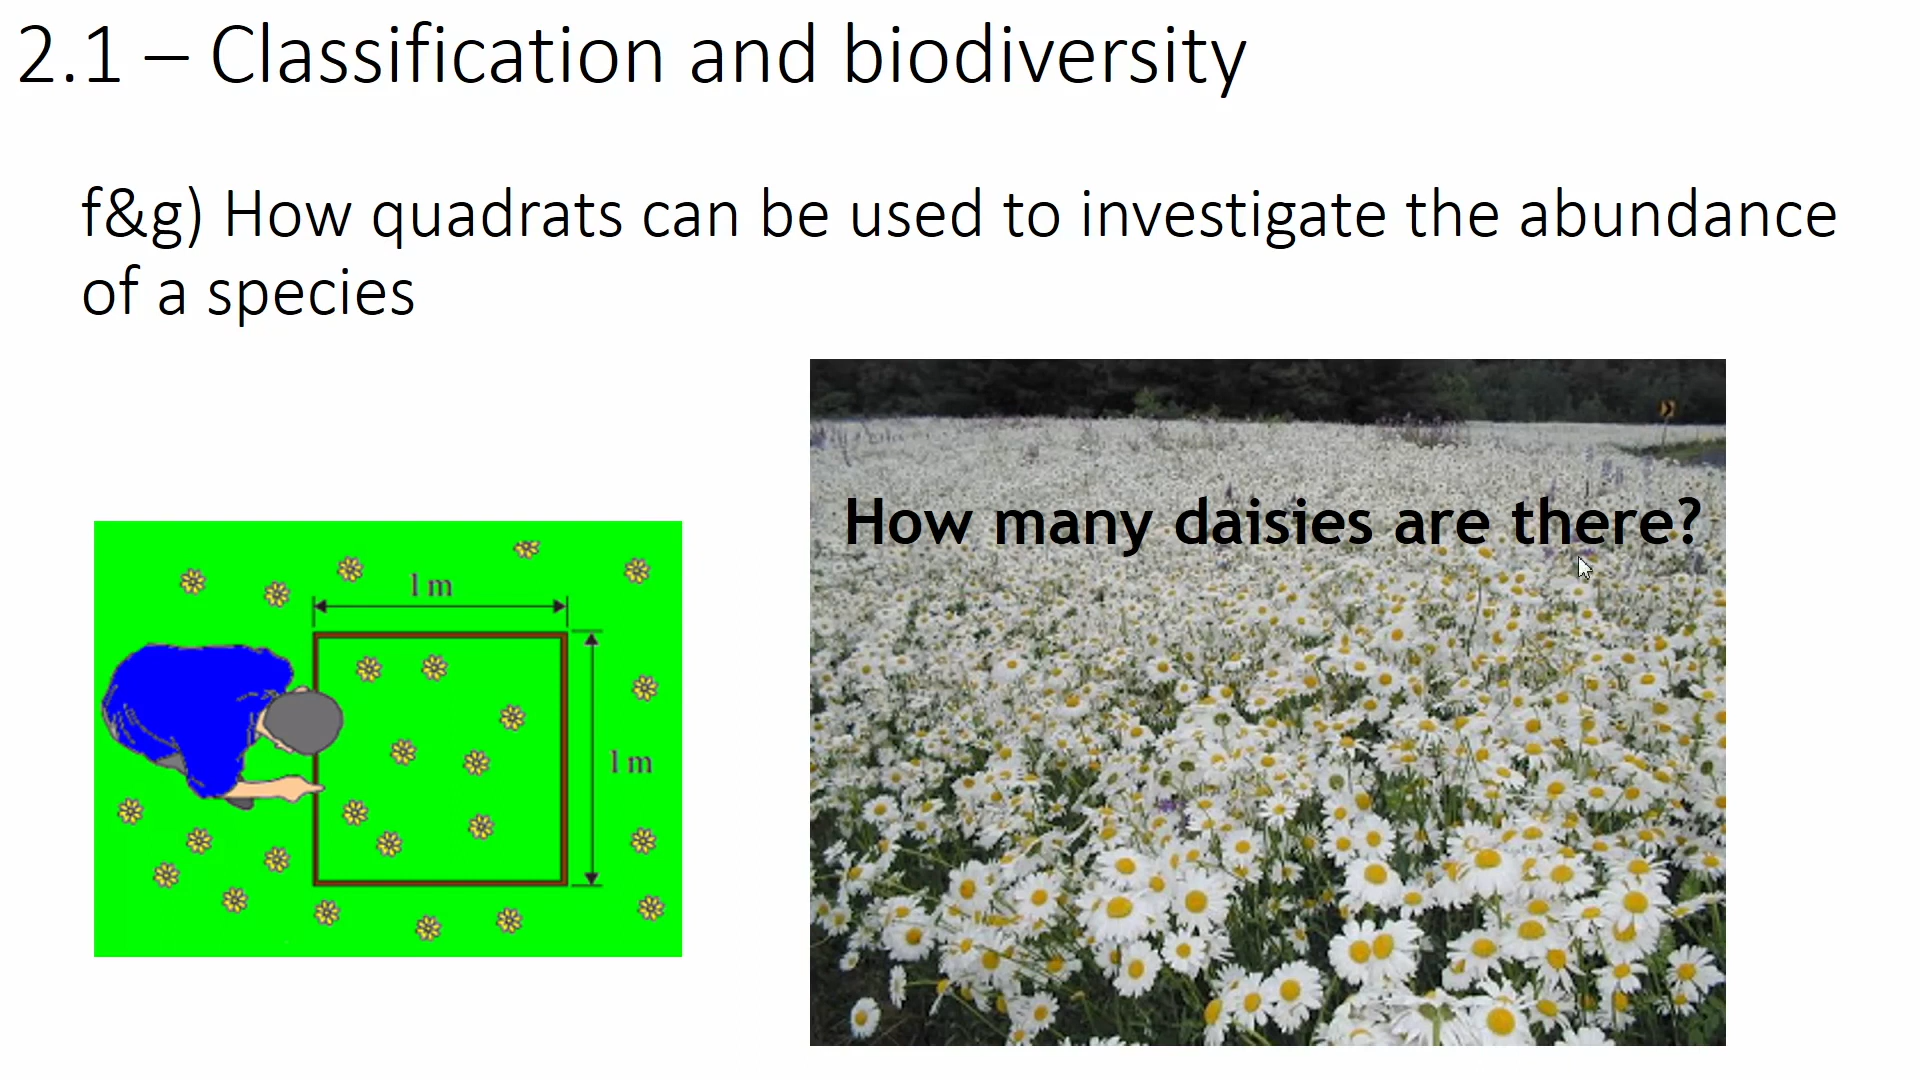 2.1 – Classification and biodiversity
f&g) How quadrats can be used to investigate the abundance
of a species
How many daisies are there?
1 m
1 m